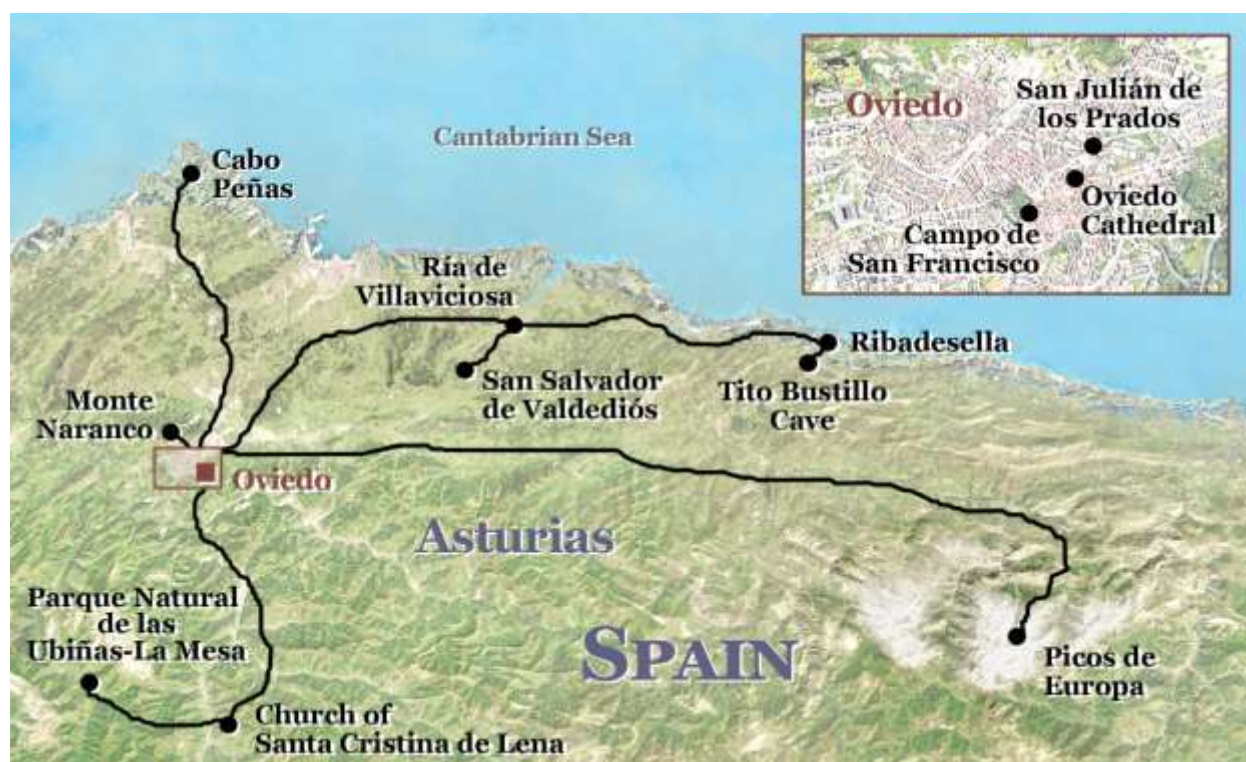 Cantabrian Sea
Cabo
Peñas
Ría de
Villaviciosa
San Salvador
de Valdediós
Ribadesella
Tito Bustillo
Cave
Monte
Naranco
Oviedo
Asturias
SPAIN
Parque Natural
de las
Ubiñas-La Mesa
Church of
Santa Cristina de Lena
Picos de
Europa
Oviedo
San Julián de
los Prados
Oviedo
Cathedral
Campo de
San Francisco